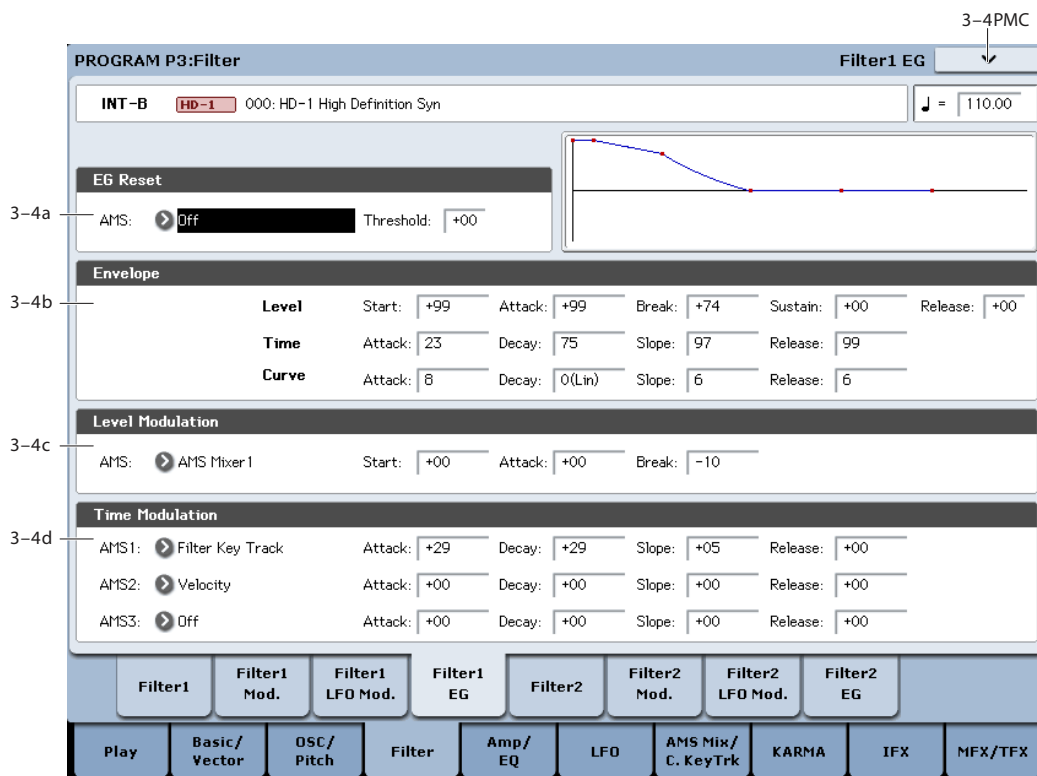 3–4PMC
PROGRAM P3:Filter Filter1 EG
INT-B HD-1 000: HD-1 High Definition Syn ♩ = 110.00
EG Reset
3–4a AMS: Off Threshold: +00
Envelope
3–4b Level Start: +99 Attack: +99 Break: +74 Sustain: +00 Release: +00
Time Attack: 23 Decay: 75 Slope: 97 Release: 99
Curve Attack: 8 Decay: 0(Lin) Slope: 6 Release: 6
Level Modulation
3–4c AMS: AMS Mixer1 Start: +00 Attack: +00 Break: -10
Time Modulation
3–4d AMS1: Filter Key Track Attack: +29 Decay: +29 Slope: +05 Release: +00
AMS2: Velocity Attack: +00 Decay: +00 Slope: +00 Release: +00
AMS3: Off Attack: +00 Decay: +00 Slope: +00 Release: +00
Filter1
Filter1
Mod.
Filter1
LFO Mod.
Filter1
EG
Filter2
Filter2
Mod.
Filter2
LFO Mod.
Filter2
EG
Play
Basic/
Vector
OSC/
Pitch
Filter
Amp/
EQ
LFO
AMS Mix/
C. KeyTrk
KARMA
IFX
MFX/TFX